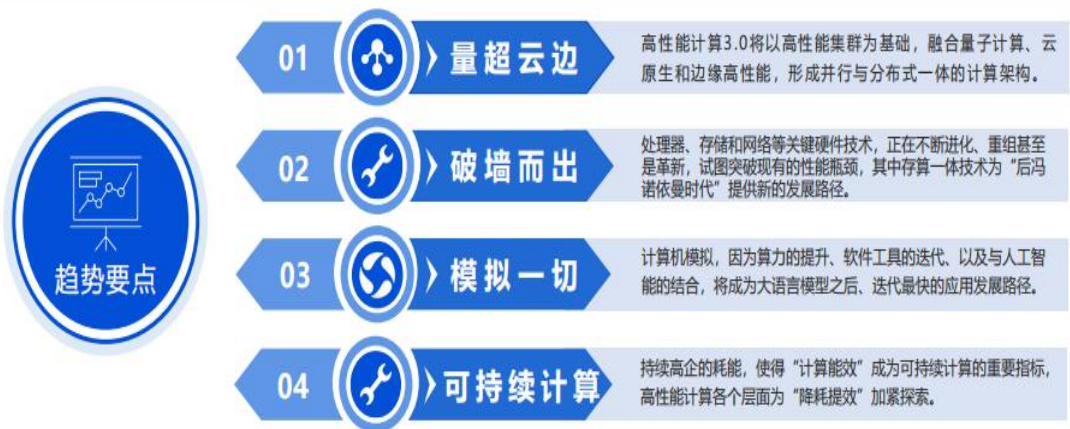 趋势要点
01
量超云边
高性能计算3.0将以高性能集群为基础，融合量子计算、云
原生和边缘高性能，形成并行与分布式一体的计算架构。
02
破墙而出
处理器、存储和网络等关键硬件技术，正在不断进化、重组甚至
是革新，试图突破现有的性能瓶颈，其中存算一体技术为“后冯
诺依曼时代”提供新的发展路径。
03
模拟一切
计算机模拟，因为算力的提升、软件工具的迭代、以及与人工智
能的结合，将成为大语言模型之后、迭代最快的应用发展路径。
04
可持续计算
持续高企的耗能，使得“计算能效”成为可持续计算的重要指标，
高性能计算各个层面为“降耗提效”加紧探索。